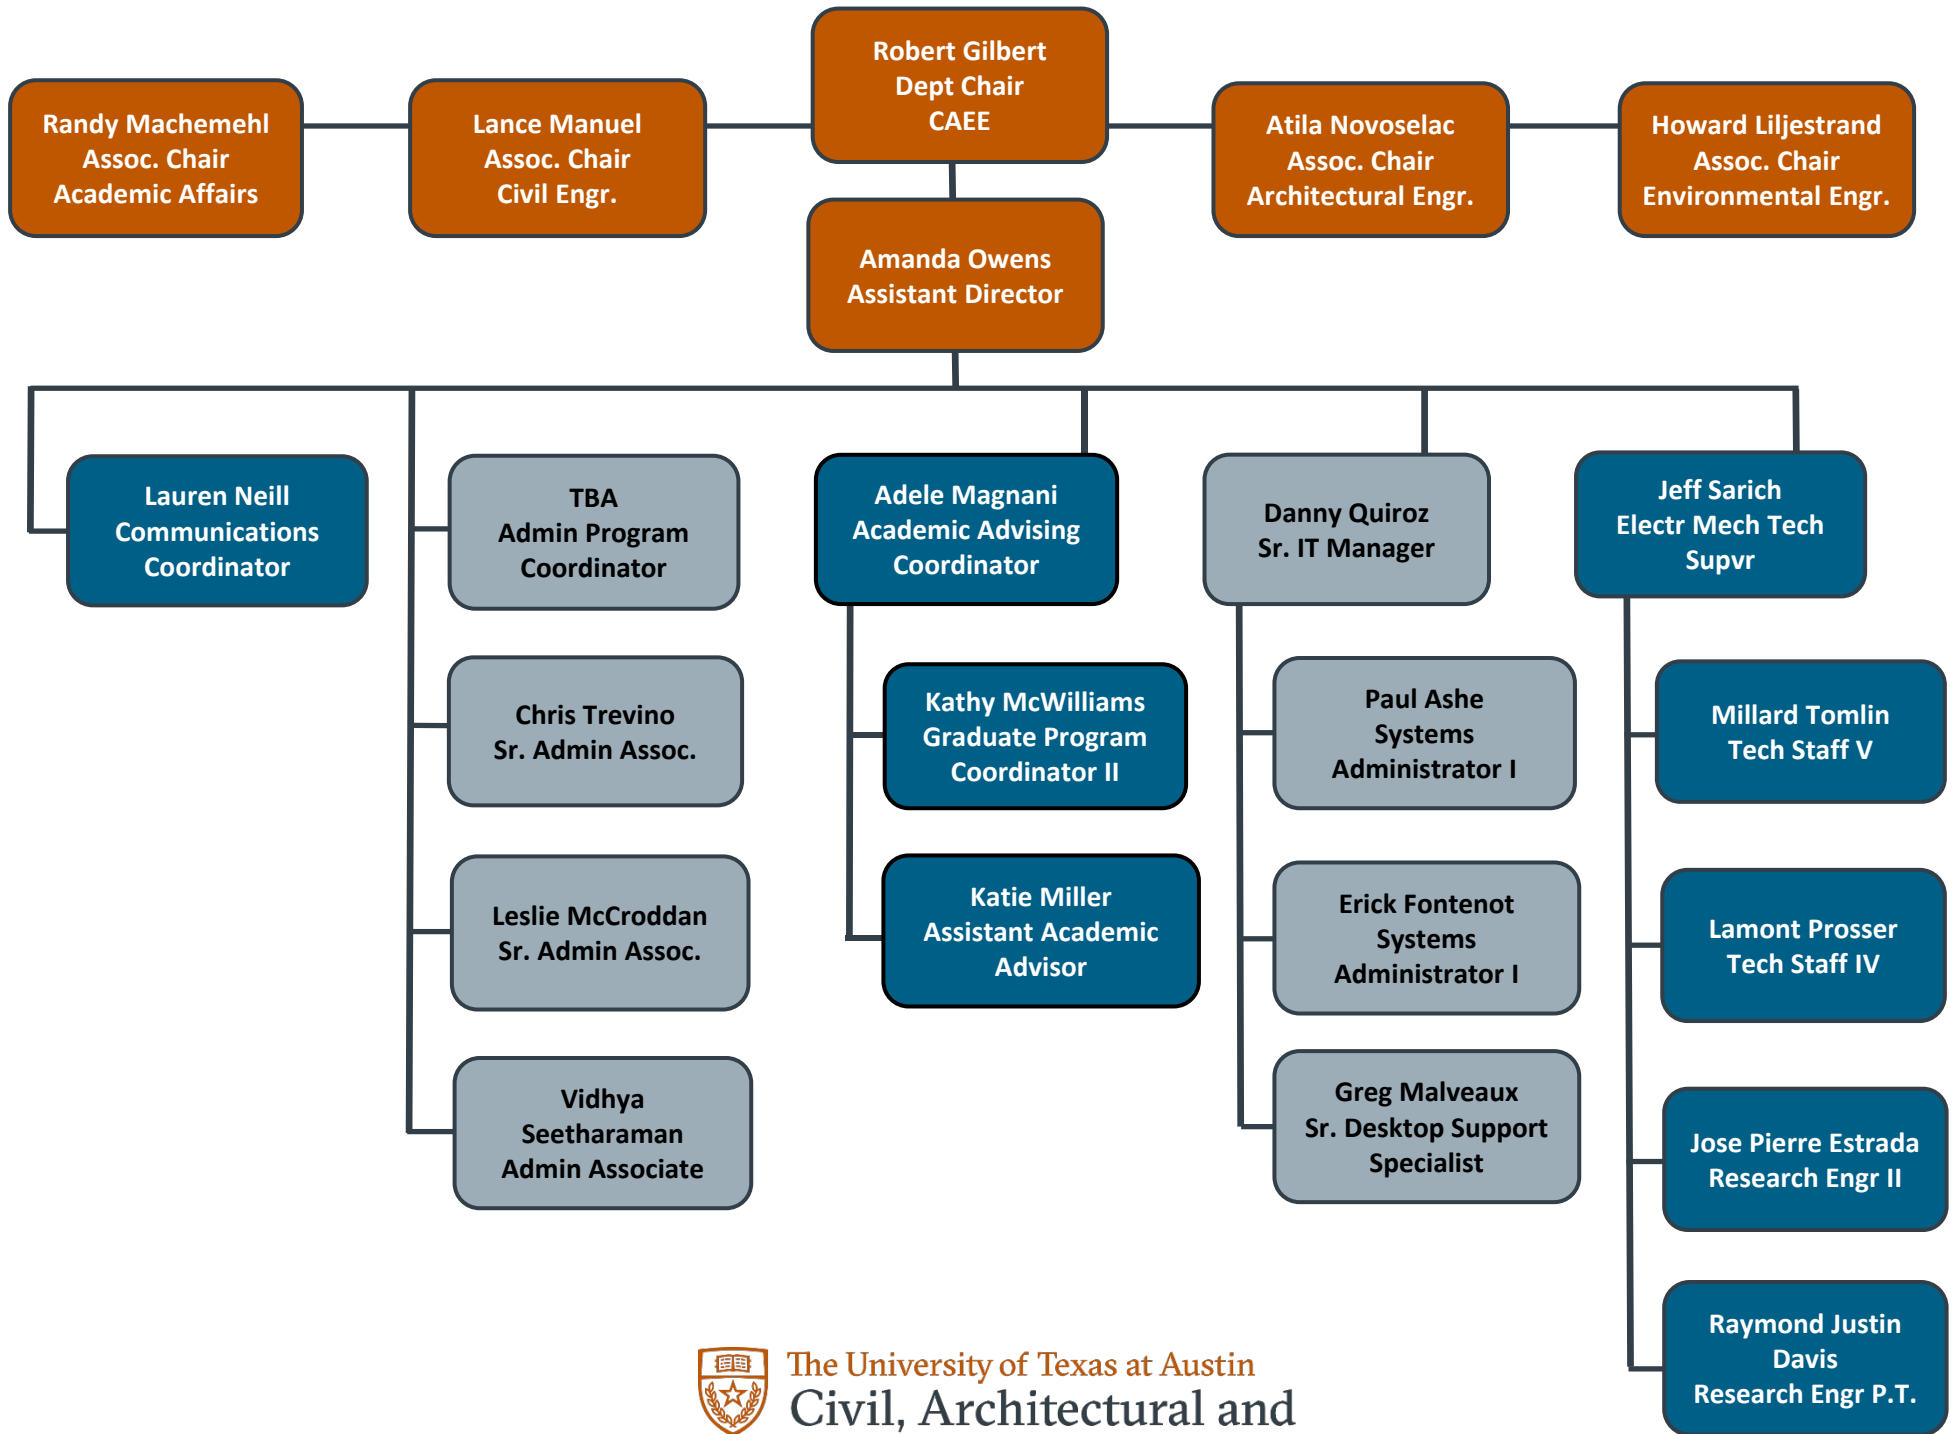 Robert Gilbert
Dept Chair
CAEE
Randy Machemehl
Assoc. Chair
Academic Affairs
Lance Manuel
Assoc. Chair
Civil Engr.
Atila Novoselac
Assoc. Chair
Architectural Engr.
Howard Liljestrand
Assoc. Chair
Environmental Engr.
Amanda Owens
Assistant Director
Lauren Neill
Communications
Coordinator
TBA
Admin Program
Coordinator
Chris Trevino
Sr. Admin Assoc.
Leslie McCroddan
Sr. Admin Assoc.
Vidhya
Seetharaman
Admin Associate
Adele Magnani
Academic Advising
Coordinator
Kathy McWilliams
Graduate Program
Coordinator II
Katie Miller
Assistant Academic
Advisor
Danny Quiroz
Sr. IT Manager
Paul Ashe
Systems
Administrator I
Erick Fontenot
Systems
Administrator I
Greg Malveaux
Sr. Desktop Support
Specialist
Jeff Sarich
Electr Mech Tech
Supvr
Millard Tomlin
Tech Staff V
Lamont Prosser
Tech Staff IV
Jose Pierre Estrada
Research Engr II
Raymond Justin
Davis
Research Engr P.T.
The University of Texas at Austin
Civil, Architectural and